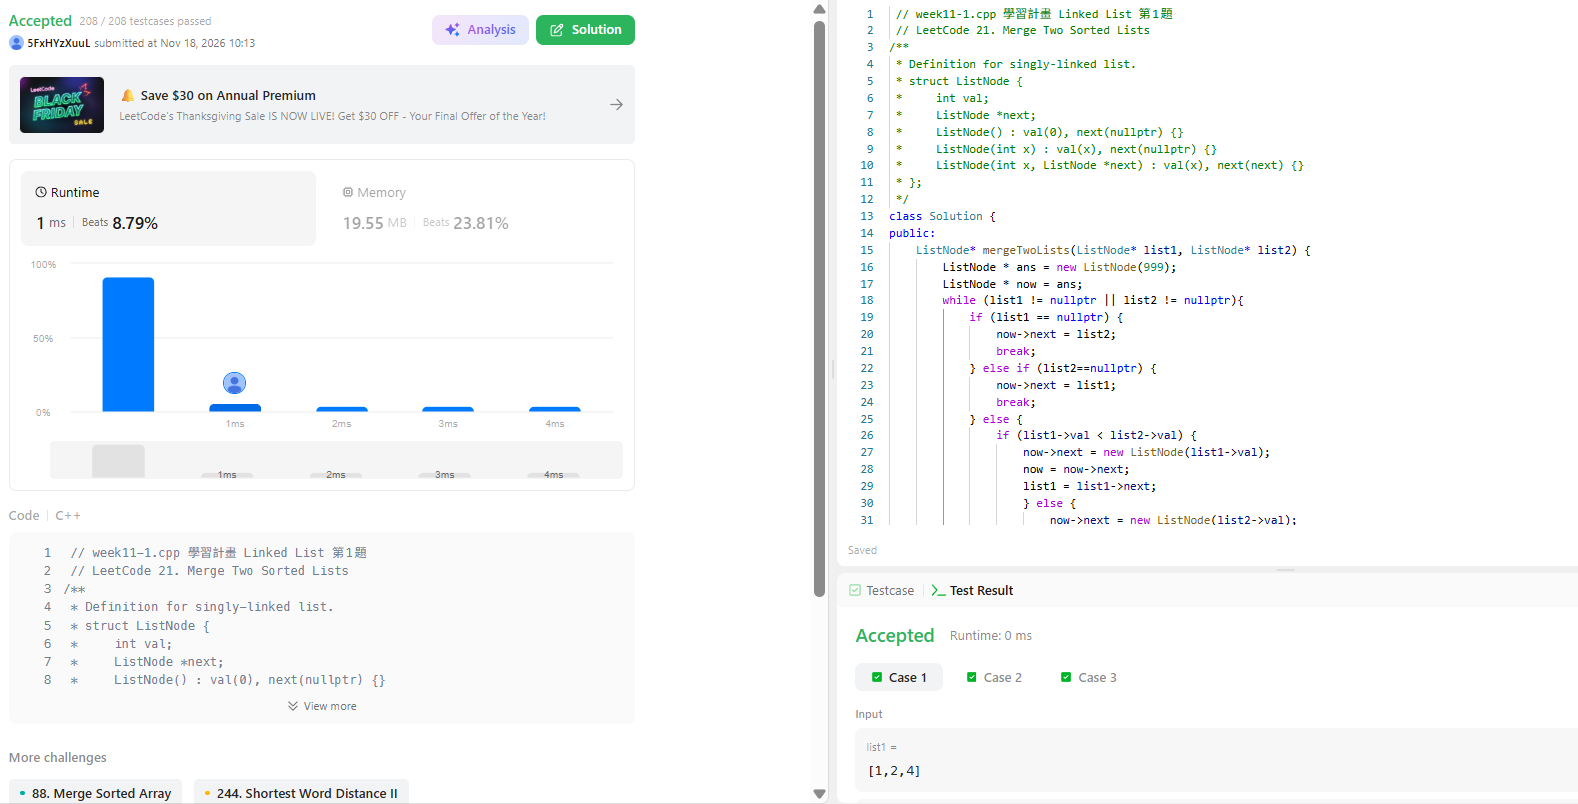 Accepted 208 / 208 testcases passed
5FxHYzXuuL submitted at Nov 18, 2026 10:13
Analysis
Solution
LeetCode
BLACK
FRIDAY
SALE
Save $30 on Annual Premium
LeetCode's Thanksgiving Sale IS NOW LIVE! Get $30 OFF - Your Final Offer of the Year!
Runtime
1 ms | Beats 8.79%
Memory
19.55 MB | Beats 23.81%
100%
50%
0%
1ms 2ms 3ms 4ms
1ms 2ms 3ms 4ms
Code | C++
1 // week11-1.cpp 學習計畫 Linked List 第1題
2 // LeetCode 21. Merge Two Sorted Lists
3 /**
4 * Definition for singly-linked list.
5 * struct ListNode {
6 *     int val;
7 *     ListNode *next;
8 *     ListNode() : val(0), next(nullptr) {}
View more
More challenges
88. Merge Sorted Array
244. Shortest Word Distance II
1 // week11-1.cpp 學習計畫 Linked List 第1題
2 // LeetCode 21. Merge Two Sorted Lists
3 /**
4 * Definition for singly-linked list.
5 * struct ListNode {
6 *     int val;
7 *     ListNode *next;
8 *     ListNode() : val(0), next(nullptr) {}
9 *     ListNode(int x) : val(x), next(nullptr) {}
10 *     ListNode(int x, ListNode *next) : val(x), next(next) {}
11 * };
12 */
13 class Solution {
14 public:
15     ListNode* mergeTwoLists(ListNode* list1, ListNode* list2) {
16         ListNode * ans = new ListNode(999);
17         ListNode * now = ans;
18         while (list1 != nullptr || list2 != nullptr){
19             if (list1 == nullptr) {
20                 now->next = list2;
21                 break;
22             } else if (list2==nullptr) {
23                 now->next = list1;
24                 break;
25             } else {
26                 if (list1->val < list2->val) {
27                     now->next = new ListNode(list1->val);
28                     now = now->next;
29                     list1 = list1->next;
30                     } else {
31                         now->next = new ListNode(list2->val);
Saved
Testcase | Test Result
Accepted Runtime: 0 ms
Case 1 Case 2 Case 3
Input
list1 =
[1,2,4]